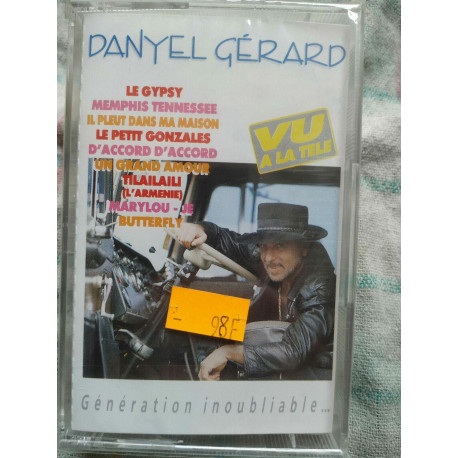 DANYEL GÉRARD
LE GYPSY
MEMPHIS TENNESSEE
IL PLEUT DANS MA MAISON
LE PETIT GONZALES
D'ACCORD D'ACCORD
UN GRAND AMOUR
TILAILAILI
(L'ARMENIE)
MARYLOU - JE
BUTTERFLY
VU
A LA TELE
- 98F
Génération inoubliable...